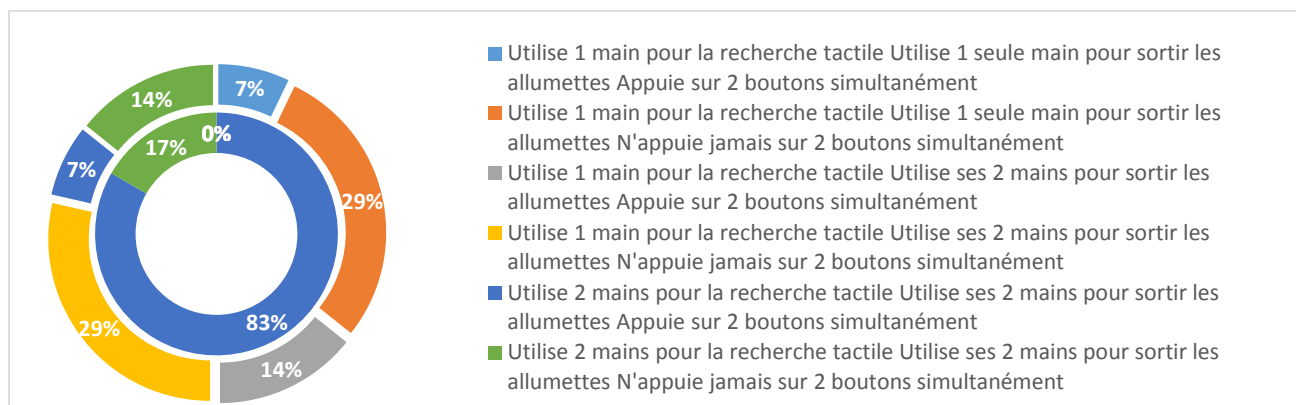 7%
29%
14%
29%
7%
14%
0%
83%
17%
Utilise 1 main pour la recherche tactile Utilise 1 seule main pour sortir les
allumettes Appuie sur 2 boutons simultanément
Utilise 1 main pour la recherche tactile Utilise 1 seule main pour sortir les
allumettes N'appuie jamais sur 2 boutons simultanément
Utilise 1 main pour la recherche tactile Utilise ses 2 mains pour sortir les
allumettes Appuie sur 2 boutons simultanément
Utilise 1 main pour la recherche tactile Utilise ses 2 mains pour sortir les
allumettes N'appuie jamais sur 2 boutons simultanément
Utilise 2 mains pour la recherche tactile Utilise ses 2 mains pour sortir les
allumettes Appuie sur 2 boutons simultanément
Utilise 2 mains pour la recherche tactile Utilise ses 2 mains pour sortir les
allumettes N'appuie jamais sur 2 boutons simultanément